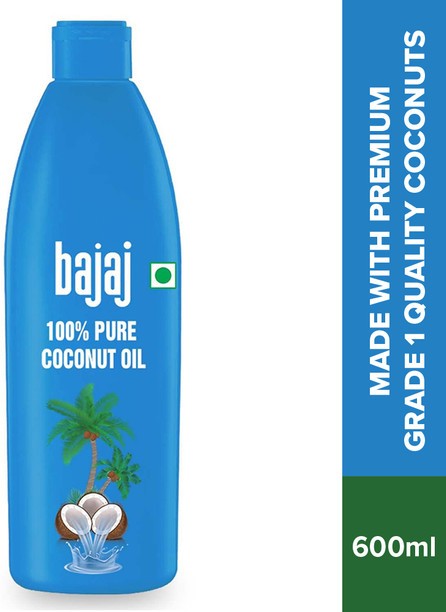 bajaj
100% PURE
COCONUT OIL
MADE WITH PREMIUM
GRADE 1 QUALITY COCONUTS
600ml